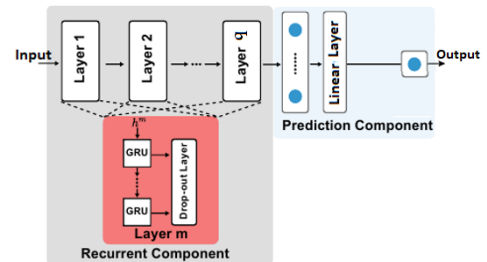 Input
Layer 1
Layer 2
Layer q
Linear Layer
Output
Prediction Component
h^m
GRU
GRU
Drop-out Layer
Layer m
Recurrent Component